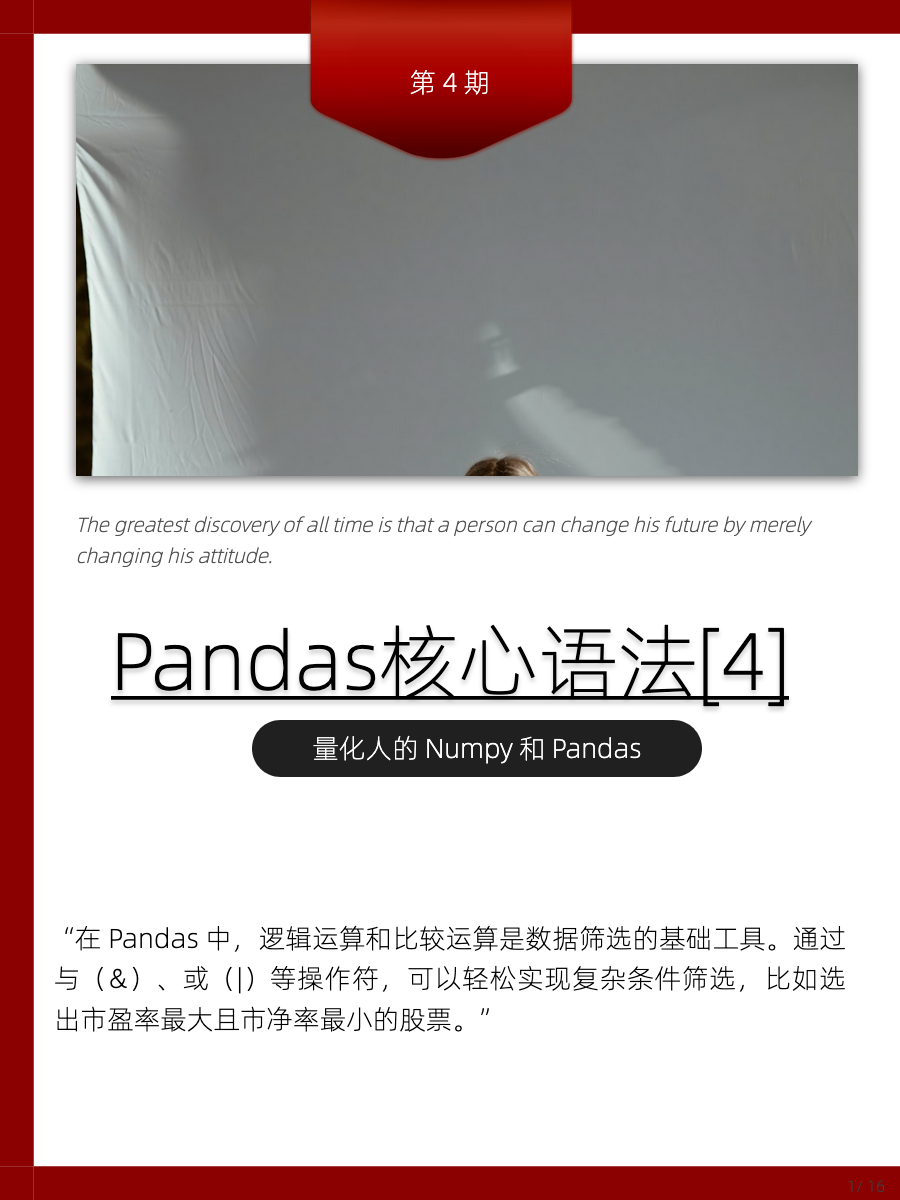 第 4 期
The greatest discovery of all time is that a person can change his future by merely
changing his attitude.
Pandas核心语法[4]
量化人的 Numpy 和 Pandas
“在 Pandas 中，逻辑运算和比较运算是数据筛选的基础工具。通过
与（&）、或（|）等操作符，可以轻松实现复杂条件筛选，比如选
出市盈率最大且市净率最小的股票。”
1/ 16